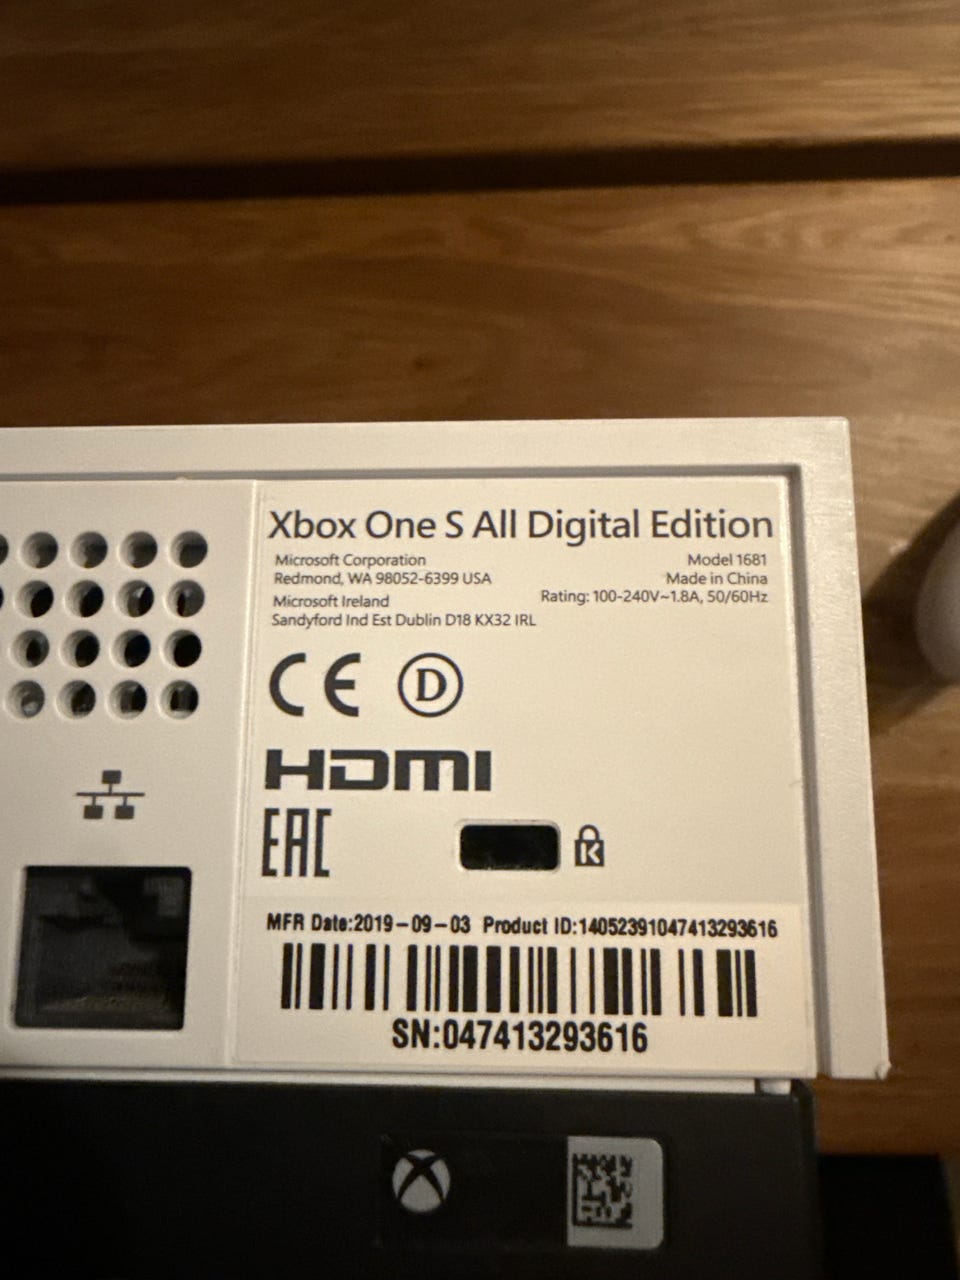 Xbox One S All Digital Edition
Microsoft Corporation
Redmond, WA 98052-6399 USA
Microsoft Ireland
Sandyford Ind Est Dublin D18 KX32 IRL
Model 1681
Made in China
Rating: 100-240V~1.8A, 50/60Hz
CE D
HDMI
EAC
K
MFR Date:2019-09-03 Product ID:14052391047413293616
SN:047413293616